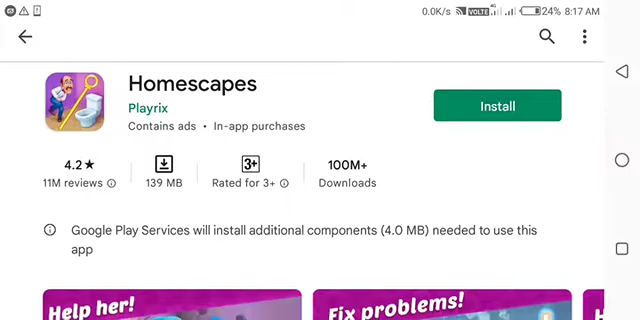 0.0K/s VOLTE 4G 24% 8:17 AM
Homescapes
Playrix
Contains ads • In-app purchases
Install
4.2★ 3+ 100M+
11M reviews 139 MB Rated for 3+ Downloads
Google Play Services will install additional components (4.0 MB) needed to use this
app
Help her! Fix problems! H